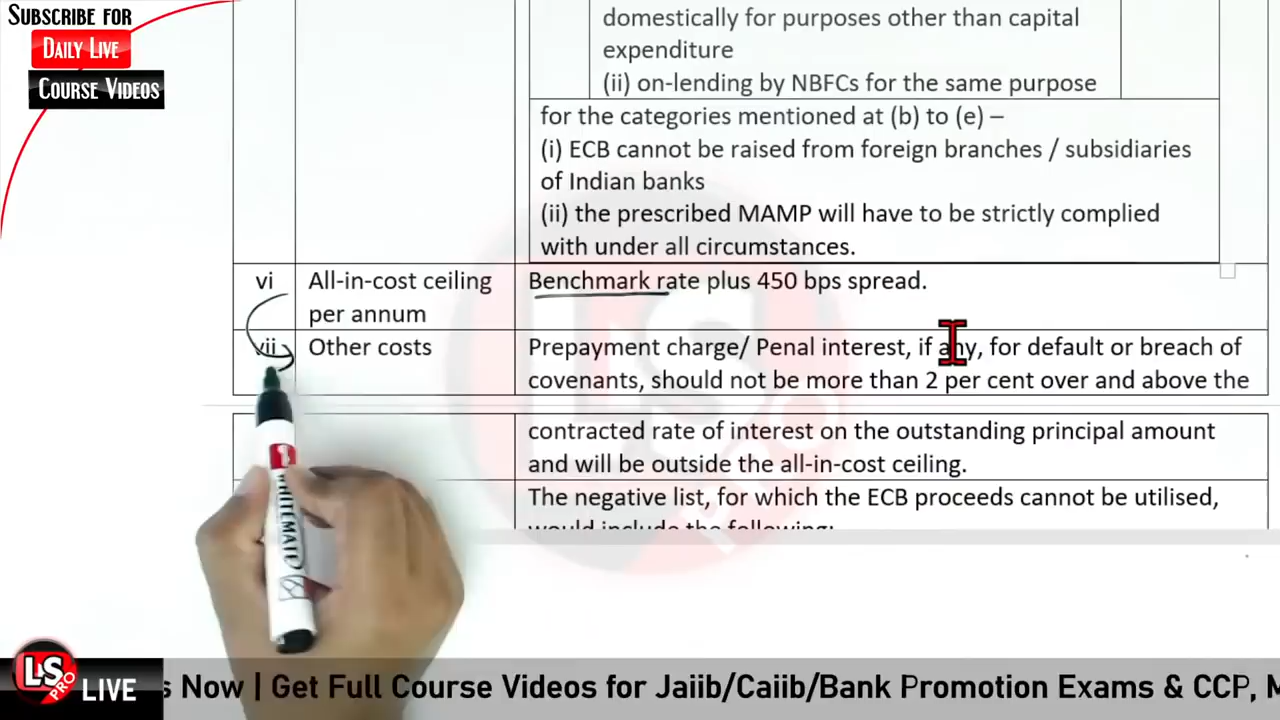 SUBSCRIBE FOR
DAILY LIVE
COURSE VIDEOS
domestically for purposes other than capital
expenditure
(ii) on-lending by NBFCs for the same purpose
for the categories mentioned at (b) to (e) –
(i) ECB cannot be raised from foreign branches / subsidiaries
of Indian banks
(ii) the prescribed MAMP will have to be strictly complied
with under all circumstances.
vi All-in-cost ceiling Benchmark rate plus 450 bps spread.
per annum
vii Other costs Prepayment charge/ Penal interest, if any, for default or breach of
covenants, should not be more than 2 per cent over and above the
contracted rate of interest on the outstanding principal amount
and will be outside the all-in-cost ceiling.
The negative list, for which the ECB proceeds cannot be utilised,
would include the following:
WHITEMATE
LS PRO LIVE
s Now | Get Full Course Videos for Jaiib/Caiib/Bank Promotion Exams & CCP, M